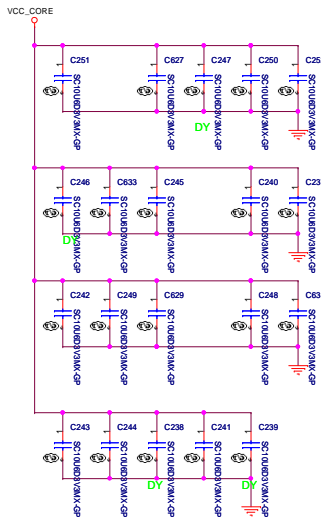 VCC_CORE
C251
C627
C247
C250
C25
SC10U6D3V3MX-GP
SC10U6D3V3MX-GP
SC10U6D3V3MX-GP
SC10U6D3V3MX-GP
SC10U6D3V3MX-GP
DY
C246
C633
C245
C240
C23
SC10U6D3V3MX-GP
SC10U6D3V3MX-GP
SC10U6D3V3MX-GP
SC10U6D3V3MX-GP
SC10U6D3V3MX-GP
DY
C242
C249
C629
C248
C63
SC10U6D3V3MX-GP
SC10U6D3V3MX-GP
SC10U6D3V3MX-GP
SC10U6D3V3MX-GP
SC10U6D3V3MX-GP
C243
C244
C238
C241
C239
SC10U6D3V3MX-GP
SC10U6D3V3MX-GP
SC10U6D3V3MX-GP
SC10U6D3V3MX-GP
SC10U6D3V3MX-GP
DY
DY